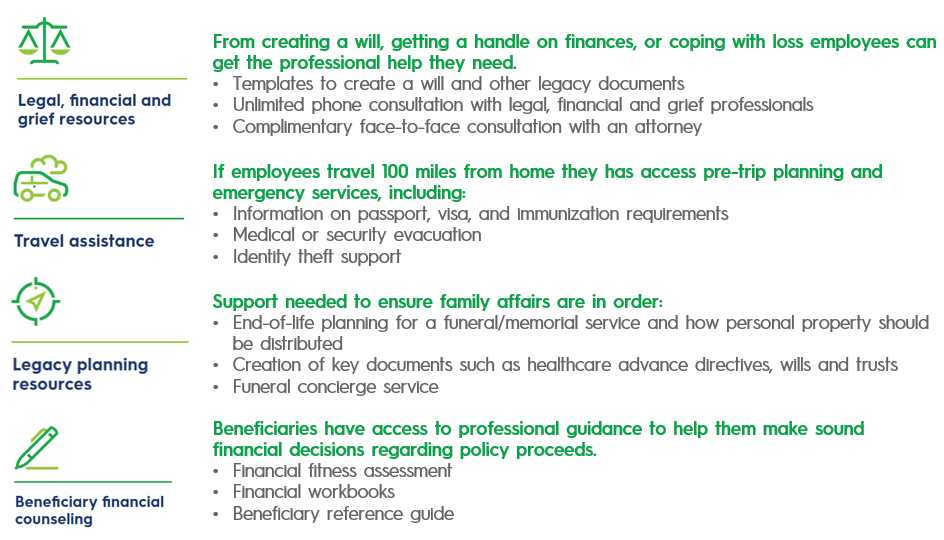 From creating a will, getting a handle on finances, or coping with loss employees can
get the professional help they need.
• Templates to create a will and other legacy documents
• Unlimited phone consultation with legal, financial and grief professionals
• Complimentary face-to-face consultation with an attorney
Legal, financial and
grief resources
If employees travel 100 miles from home they has access pre-trip planning and
emergency services, including:
• Information on passport, visa, and immunization requirements
• Medical or security evacuation
• Identity theft support
Travel assistance
Support needed to ensure family affairs are in order:
• End-of-life planning for a funeral/memorial service and how personal property should
be distributed
• Creation of key documents such as healthcare advance directives, wills and trusts
• Funeral concierge service
Legacy planning
resources
Beneficiaries have access to professional guidance to help them make sound
financial decisions regarding policy proceeds.
• Financial fitness assessment
• Financial workbooks
• Beneficiary reference guide
Beneficiary financial
counseling